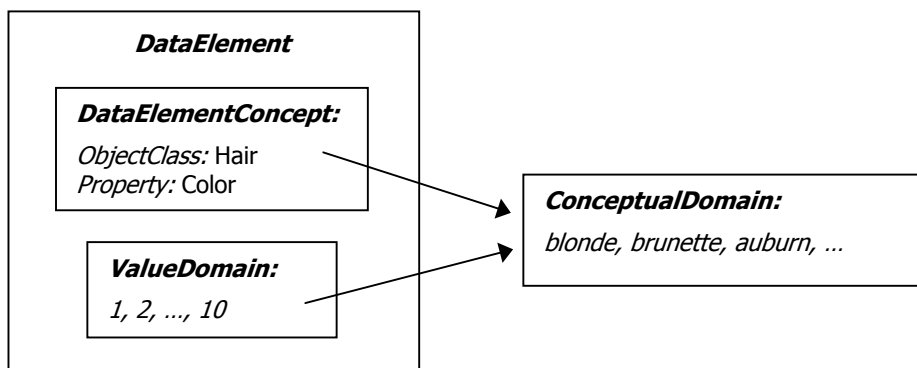 DataElement
DataElementConcept:
ObjectClass: Hair
Property: Color
ValueDomain:
1, 2, ..., 10
ConceptualDomain:
blonde, brunette, auburn, ...